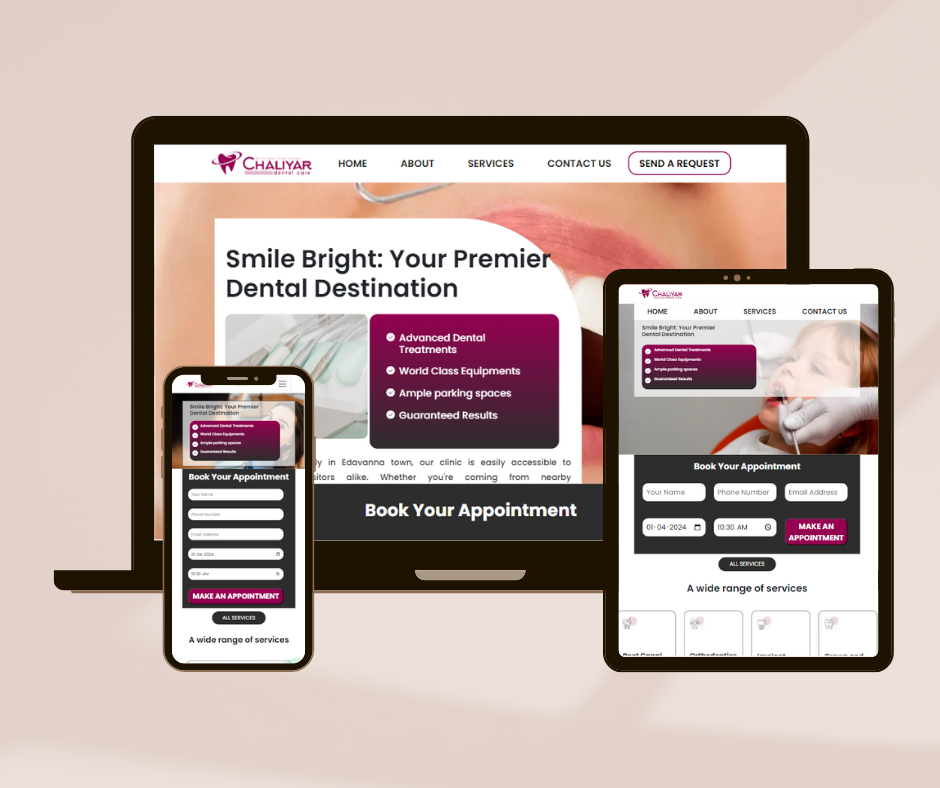 CHALIYAR
dental care
HOME ABOUT SERVICES CONTACT US SEND A REQUEST
Smile Bright: Your Premier
Dental Destination
Advanced Dental
Treatments
World Class Equipments
Ample parking spaces
Guaranteed Results
in Edavanna town, our clinic is easily accessible to
alike. Whether you're coming from nearby
Book Your Appointment
CHALIYAR
Smile Bright: Your Premier
Dental Destination
Advanced Dental Treatments
World Class Equipments
Ample parking spaces
Guaranteed Results
Book Your Appointment
Your Name
Phone Number
Email Address
01-04-2024
10:30 AM
MAKE AN APPOINTMENT
ALL SERVICES
A wide range of services
CHALIYAR
HOME ABOUT SERVICES CONTACT US
Smile Bright: Your Premier
Dental Destination
Advanced Dental Treatments
World Class Equipments
Ample parking spaces
Guaranteed Results
Book Your Appointment
Your Name Phone Number Email Address
01-04-2024 10:30 AM MAKE AN
APPOINTMENT
ALL SERVICES
A wide range of services
Root Canal Orthodontics Implant Crown and